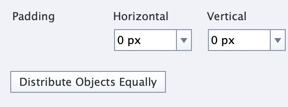 Padding Horizontal Vertical
0 px 0 px
Distribute Objects Equally